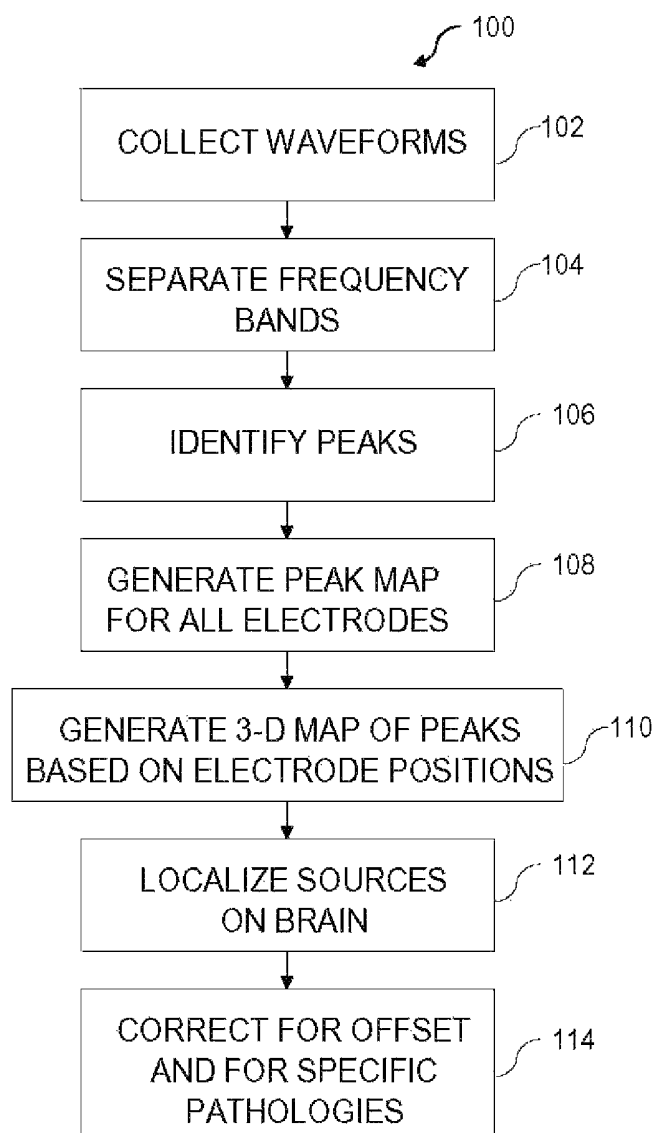 100
COLLECT WAVEFORMS
102
SEPARATE FREQUENCY
BANDS
104
IDENTIFY PEAKS
106
GENERATE PEAK MAP
FOR ALL ELECTRODES
108
GENERATE 3-D MAP OF PEAKS
BASED ON ELECTRODE POSITIONS
110
LOCALIZE SOURCES
ON BRAIN
112
CORRECT FOR OFFSET
AND FOR SPECIFIC
PATHOLOGIES
114